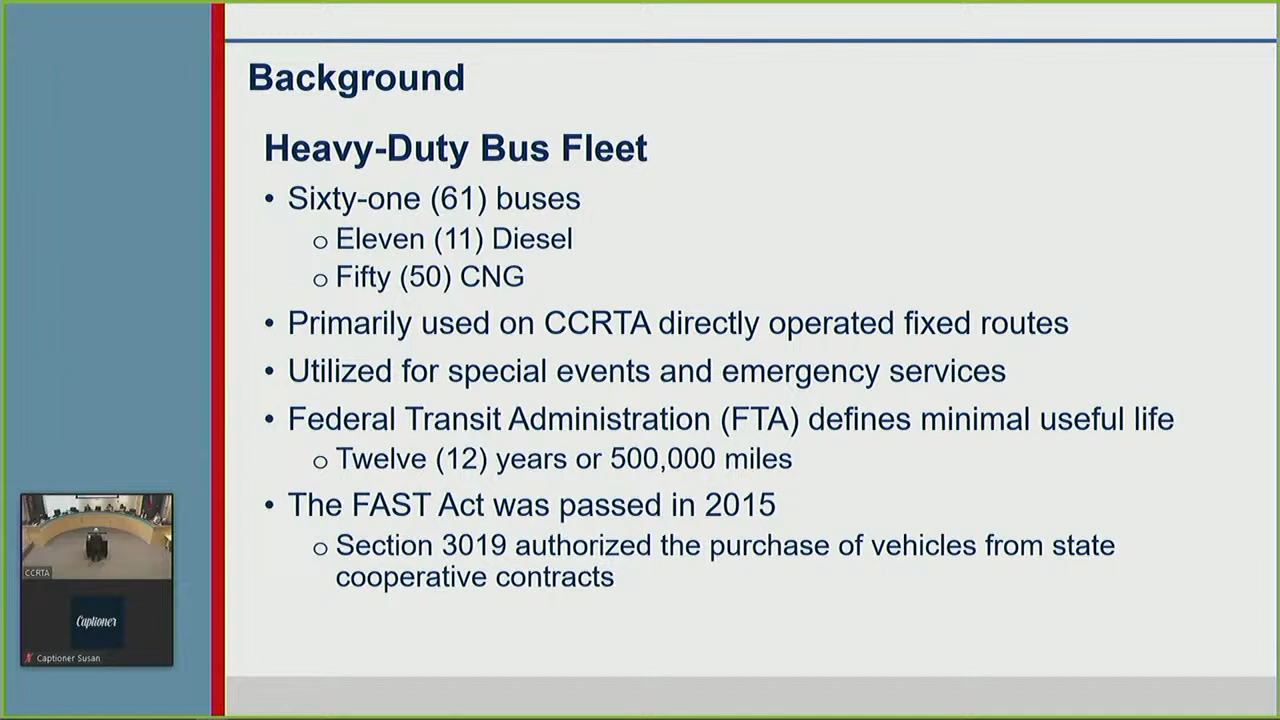 Background
Heavy-Duty Bus Fleet
• Sixty-one (61) buses
o Eleven (11) Diesel
o Fifty (50) CNG
• Primarily used on CCRTA directly operated fixed routes
• Utilized for special events and emergency services
• Federal Transit Administration (FTA) defines minimal useful life
o Twelve (12) years or 500,000 miles
• The FAST Act was passed in 2015
o Section 3019 authorized the purchase of vehicles from state
cooperative contracts
CCRTA
Captioner
Captioner Susan